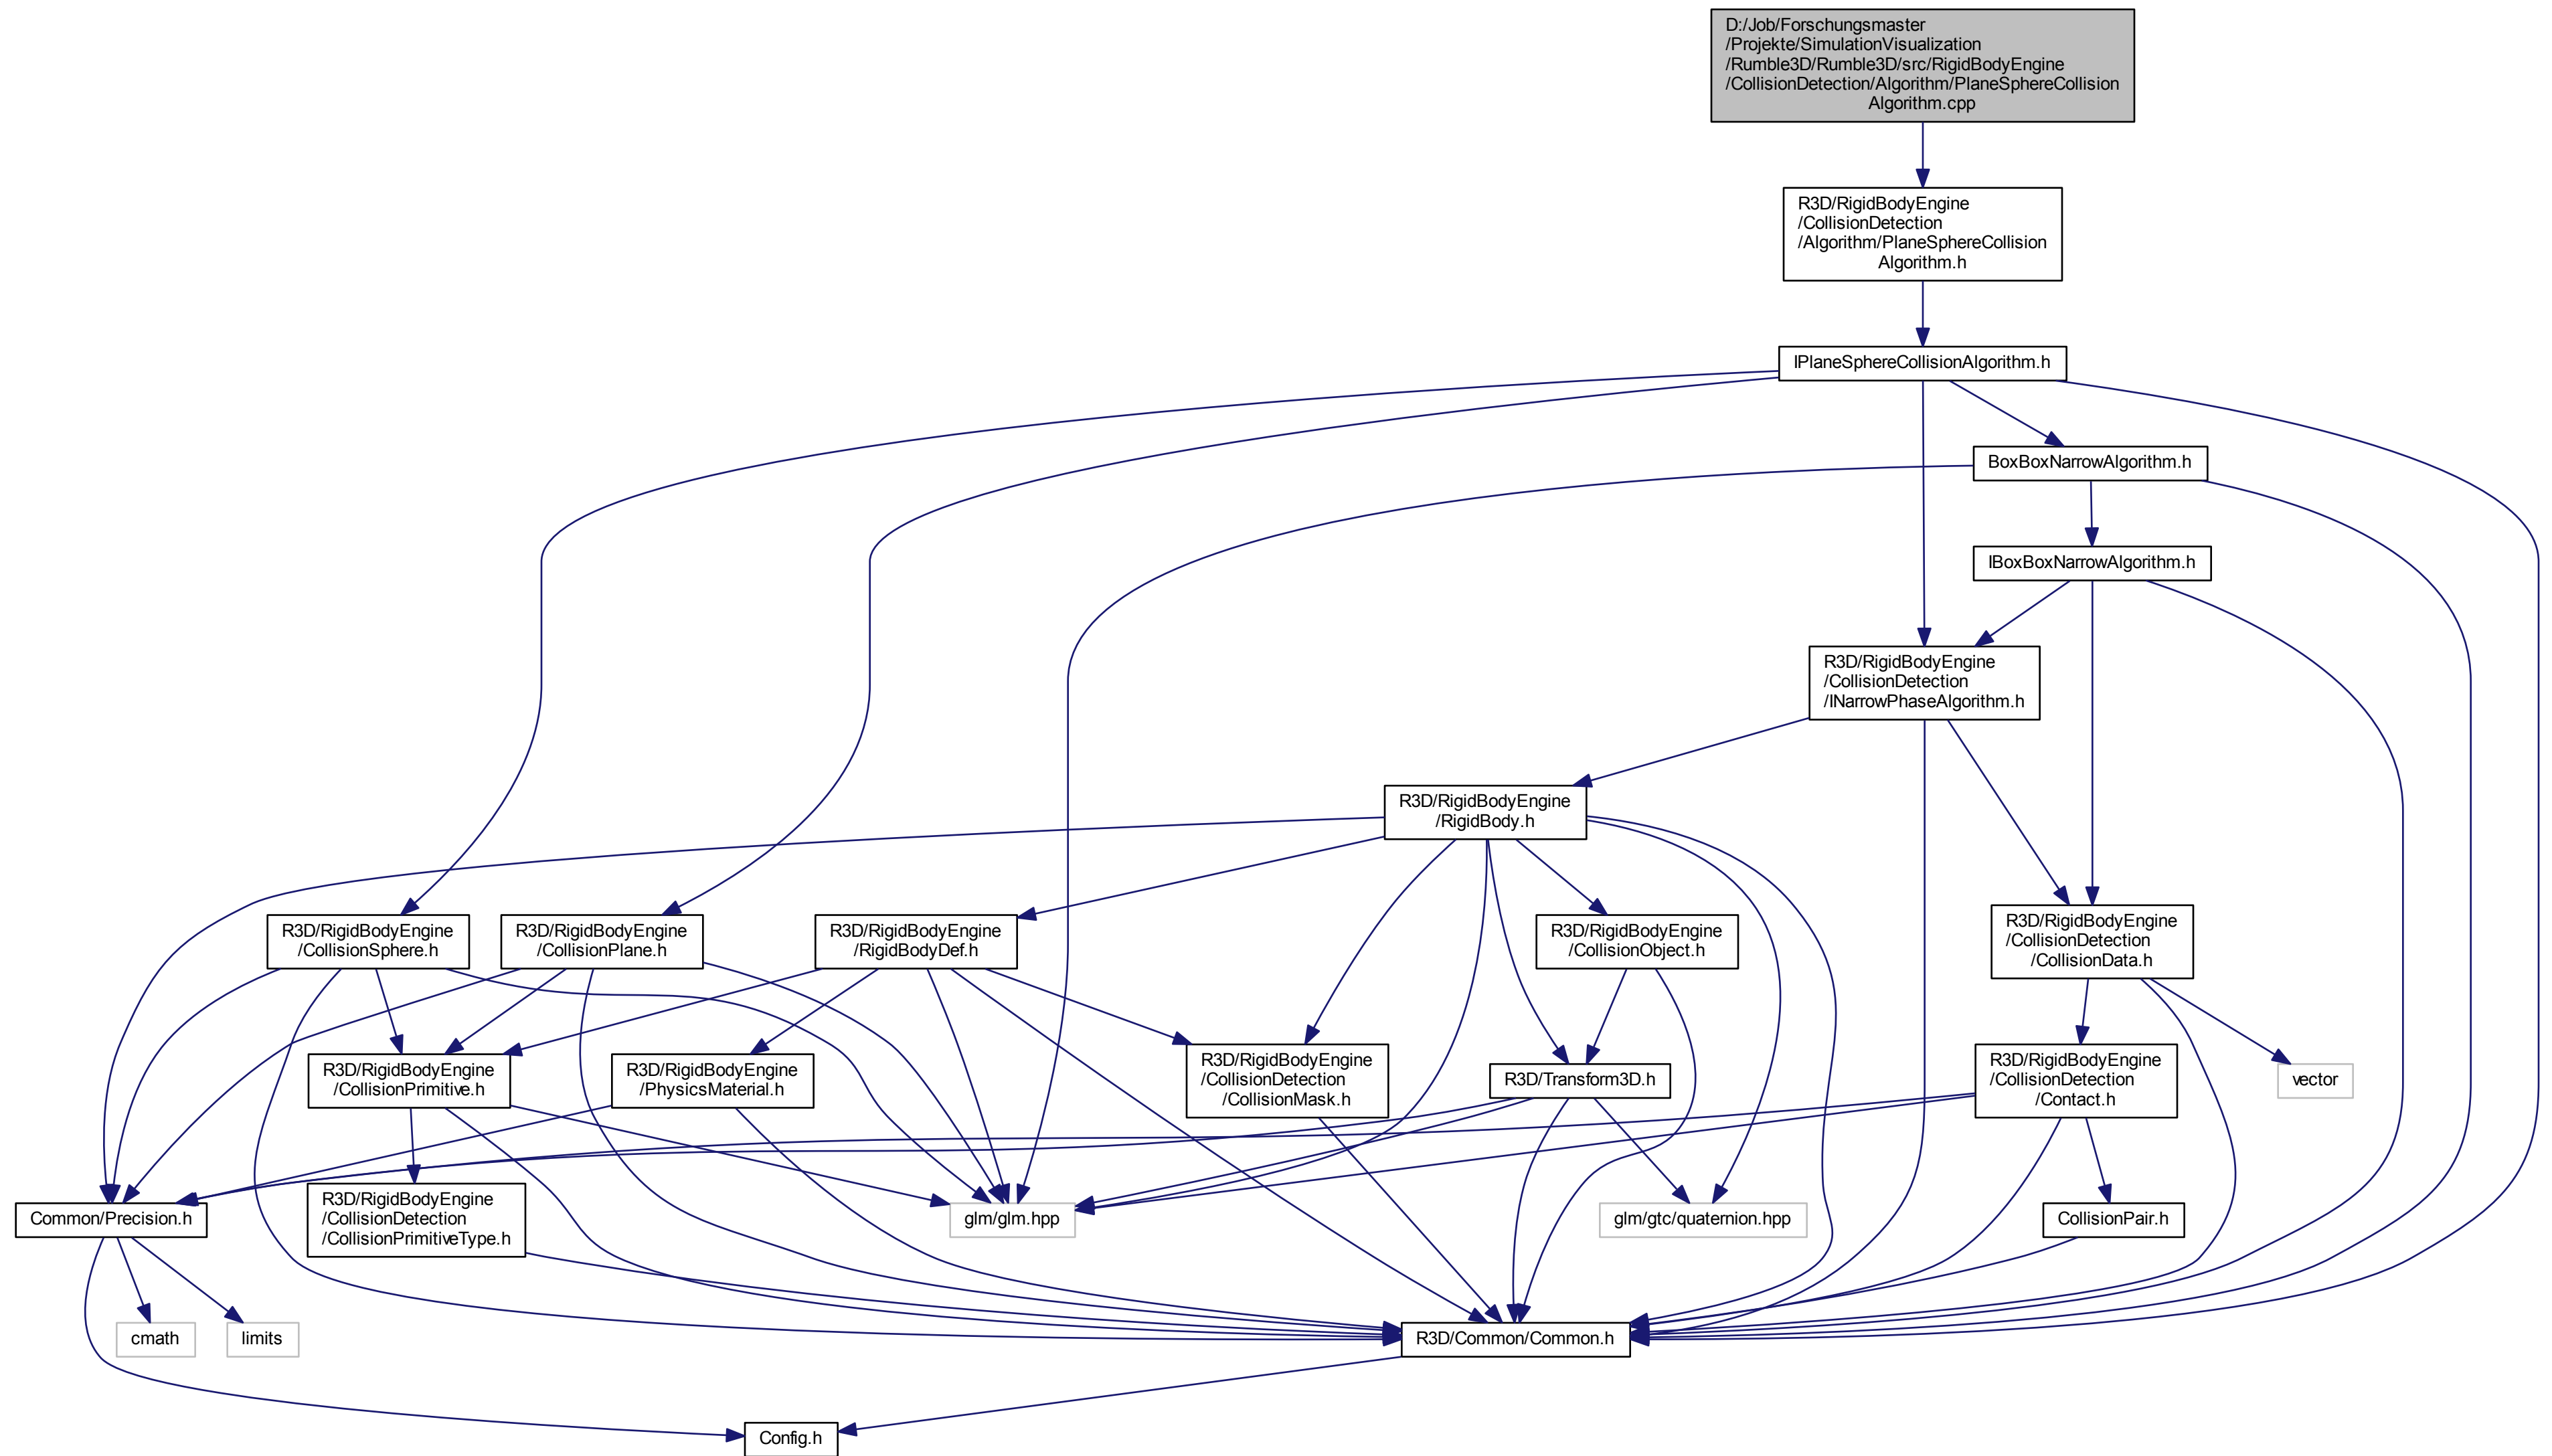 D:/Job/Forschungsmaster
/Projekte/SimulationVisualization
/Rumble3D/Rumble3D/src/RigidBodyEngine
/CollisionDetection/Algorithm/PlaneSphereCollision
Algorithm.cpp
R3D/RigidBodyEngine
/CollisionDetection
/Algorithm/PlaneSphereCollision
Algorithm.h
IPlaneSphereCollisionAlgorithm.h
BoxBoxNarrowAlgorithm.h
IBoxBoxNarrowAlgorithm.h
R3D/RigidBodyEngine
/CollisionDetection
/INarrowPhaseAlgorithm.h
R3D/RigidBodyEngine
/RigidBody.h
R3D/RigidBodyEngine
/CollisionSphere.h
R3D/RigidBodyEngine
/CollisionPlane.h
R3D/RigidBodyEngine
/RigidBodyDef.h
R3D/RigidBodyEngine
/CollisionObject.h
R3D/RigidBodyEngine
/CollisionDetection
/CollisionData.h
R3D/RigidBodyEngine
/CollisionPrimitive.h
R3D/RigidBodyEngine
/PhysicsMaterial.h
R3D/RigidBodyEngine
/CollisionDetection
/CollisionMask.h
R3D/Transform3D.h
R3D/RigidBodyEngine
/CollisionDetection
/Contact.h
vector
Common/Precision.h
R3D/RigidBodyEngine
/CollisionDetection
/CollisionPrimitiveType.h
glm/glm.hpp
glm/gtc/quaternion.hpp
CollisionPair.h
cmath
limits
R3D/Common/Common.h
Config.h